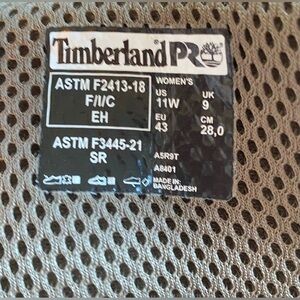 Timberland PRO
ASTM F2413-18
F/I/C
EH
ASTM F3445-21
SR
WOMEN'S
US UK
11W 9
EU CM
43 28,0
A5R9T
A8401
MADE IN:
BANGLADESH